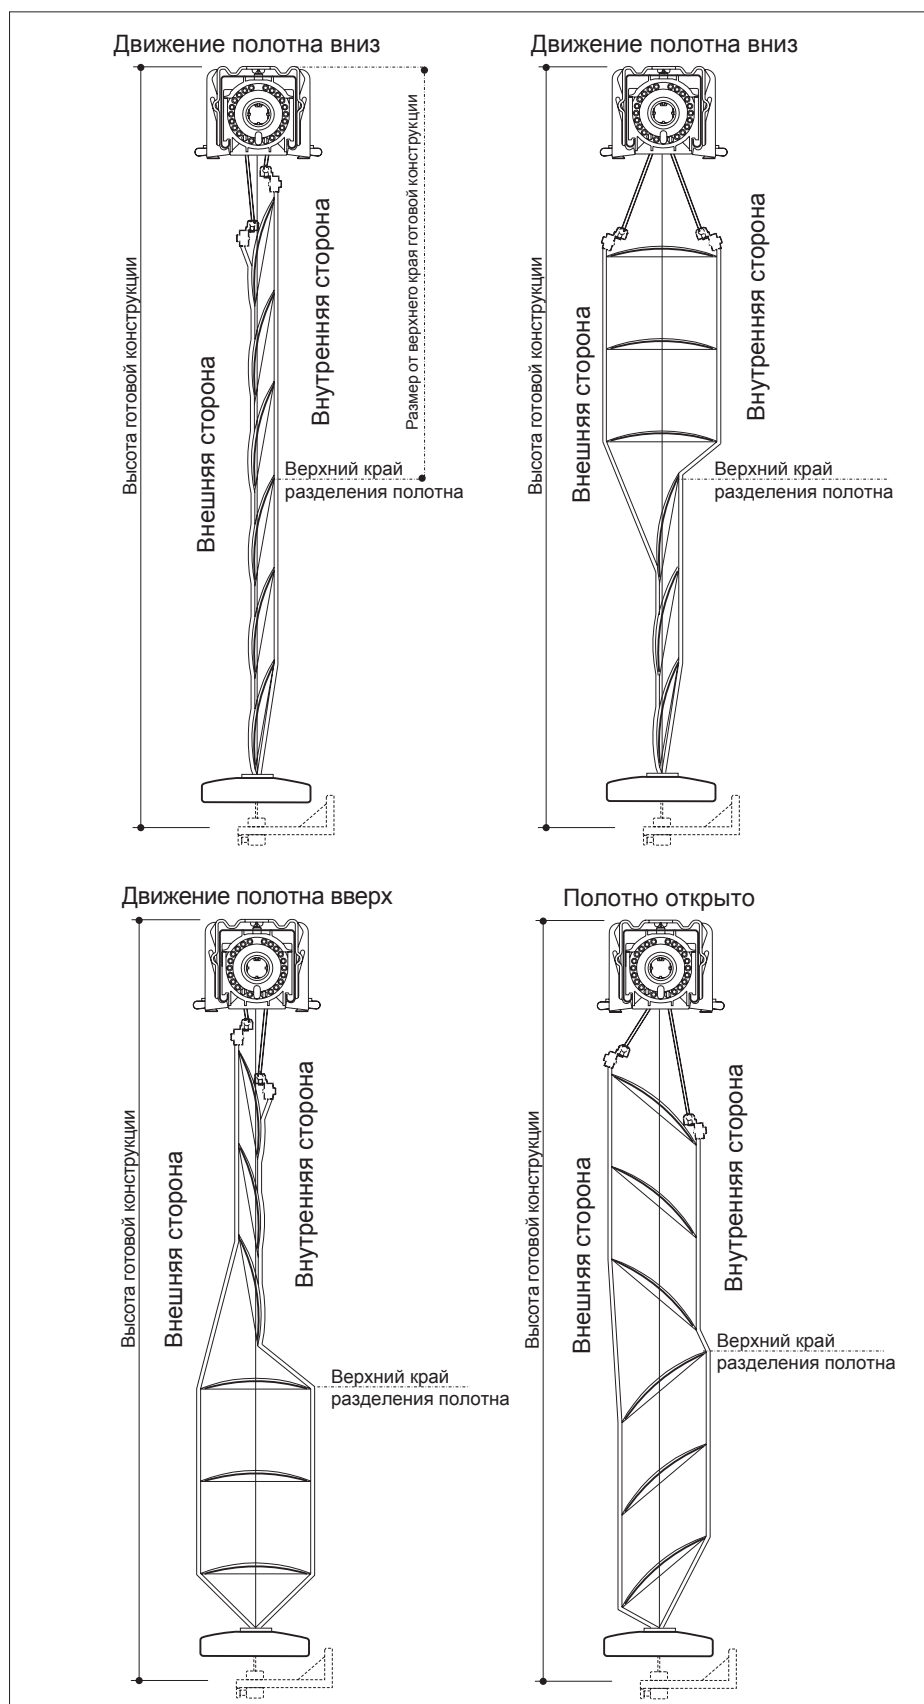 Движение полотна вниз
Высота готовой конструкции
Внешняя сторона
Внутренняя сторона
Размер от верхнего края готовой конструкции
Верхний край
разделения полотна
Движение полотна вниз
Высота готовой конструкции
Внешняя сторона
Внутренняя сторона
Верхний край
разделения полотна
Движение полотна вверх
Высота готовой конструкции
Внешняя сторона
Внутренняя сторона
Верхний край
разделения полотна
Полотно открыто
Высота готовой конструкции
Внешняя сторона
Внутренняя сторона
Верхний край
разделения полотна